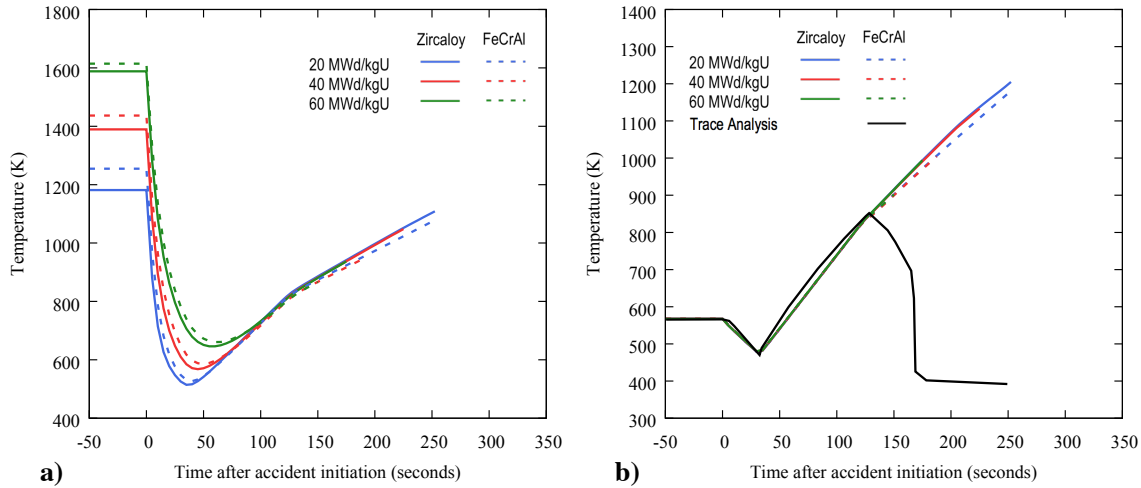 Zircaloy FeCrAl
20 MWd/kgU
40 MWd/kgU
60 MWd/kgU
1600
1400
1200
1000
800
600
400
Temperature (K)
-50 0 50 100 150 200 250 300 350
Time after accident initiation (seconds)
a)
Zircaloy FeCrAl
20 MWd/kgU
40 MWd/kgU
60 MWd/kgU
Trace Analysis
1400
1300
1200
1100
1000
900
800
700
600
500
400
300
Temperature (K)
-50 0 50 100 150 200 250 300 350
Time after accident initiation (seconds)
b)